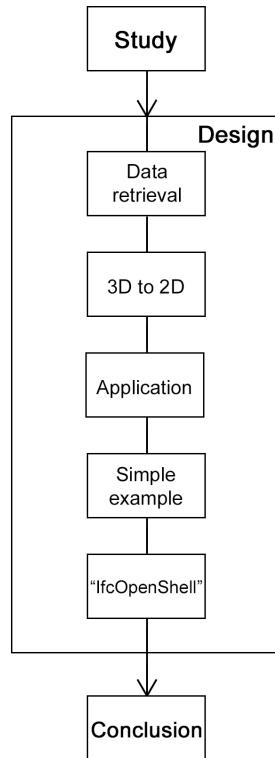 Study
Design
Data
retrieval
3D to 2D
Application
Simple
example
“IfcOpenShell”
Conclusion